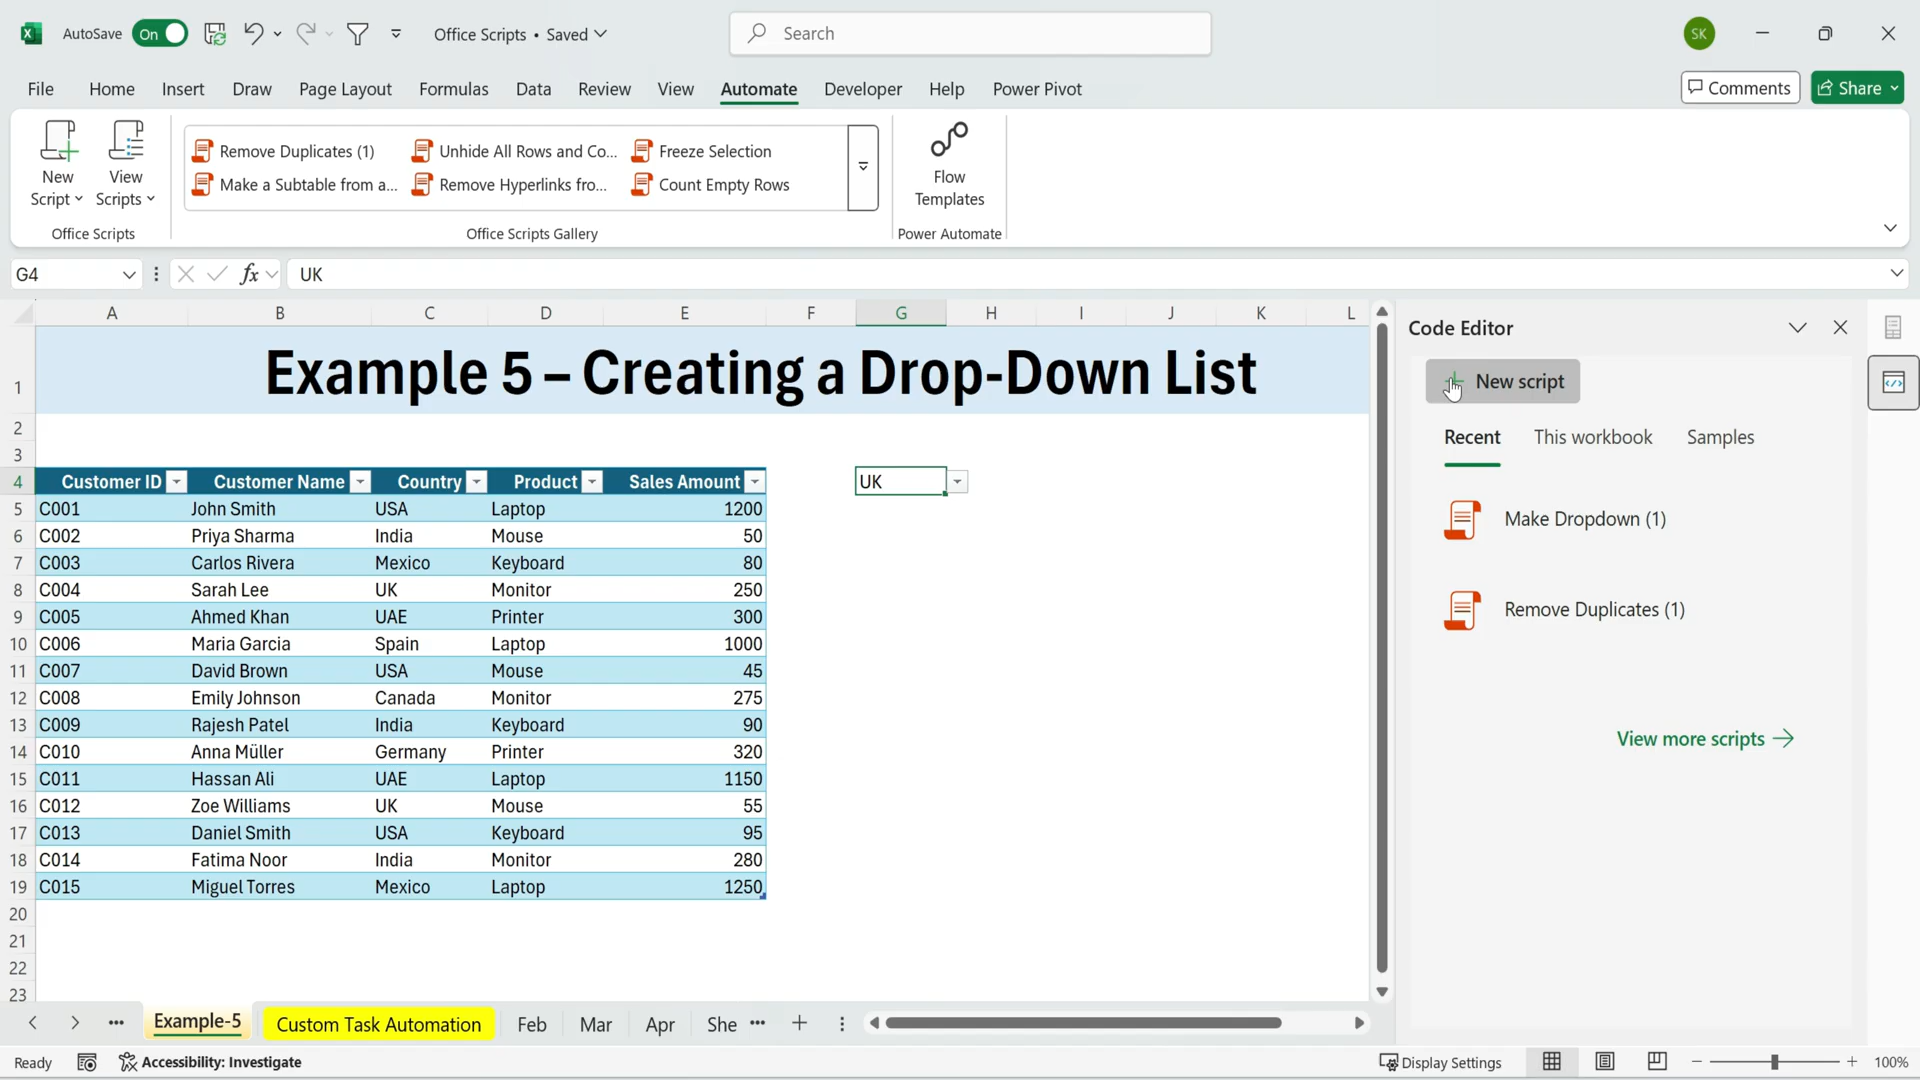 AutoSave On Office Scripts • Saved Search SK
File Home Insert Draw Page Layout Formulas Data Review View Automate Developer Help Power Pivot Comments Share
New Script View Scripts
Remove Duplicates (1) Unhide All Rows and Co... Freeze Selection
Make a Subtable from a... Remove Hyperlinks fro... Count Empty Rows
Flow Templates
Office Scripts Office Scripts Gallery Power Automate
G4 fx UK
A B C D E F G H I J K L
1 Example 5 – Creating a Drop-Down List
2
3
4 Customer ID Customer Name Country Product Sales Amount UK
5 C001 John Smith USA Laptop 1200
6 C002 Priya Sharma India Mouse 50
7 C003 Carlos Rivera Mexico Keyboard 80
8 C004 Sarah Lee UK Monitor 250
9 C005 Ahmed Khan UAE Printer 300
10 C006 Maria Garcia Spain Laptop 1000
11 C007 David Brown USA Mouse 45
12 C008 Emily Johnson Canada Monitor 275
13 C009 Rajesh Patel India Keyboard 90
14 C010 Anna Müller Germany Printer 320
15 C011 Hassan Ali UAE Laptop 1150
16 C012 Zoe Williams UK Mouse 55
17 C013 Daniel Smith USA Keyboard 95
18 C014 Fatima Noor India Monitor 280
19 C015 Miguel Torres Mexico Laptop 1250
20
21
22
23
Code Editor
New script
Recent This workbook Samples
Make Dropdown (1)
Remove Duplicates (1)
View more scripts
Example-5 Custom Task Automation Feb Mar Apr She
Ready Accessibility: Investigate Display Settings 100%